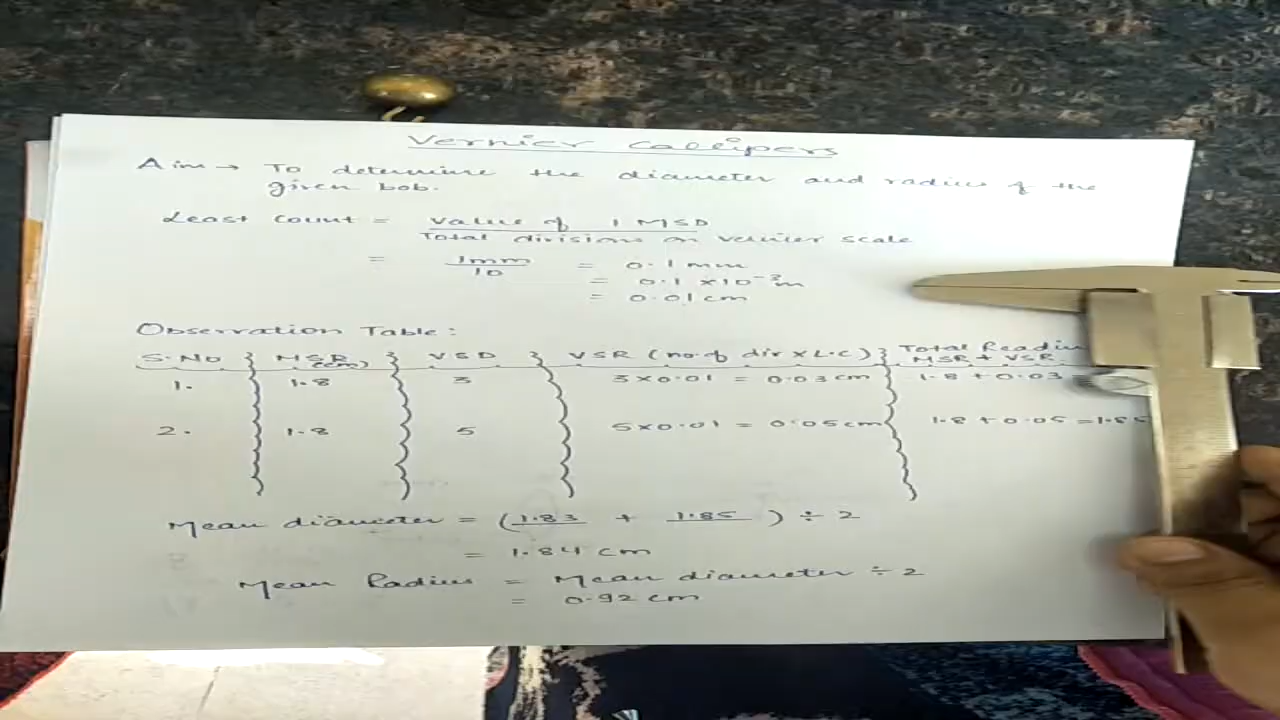 Vernier Callipers
Aim → To determine the diameter and radius of the
given bob.
Least count = Value of 1 MSD
Total divisions on vernier scale
= 1mm
10
= 0.1 mm
= 0.1 x10⁻³m
= 0.01cm
Observation Table:
S.No MSR (cm) VSD VSR (no.of div x L.C) Total Readin
MSR + VSR
1. 1.8 3 3x0.01 = 0.03cm 1.8 + 0.03 =
2. 1.8 5 5x0.01 = 0.05cm 1.8 + 0.05 = 1.85
Mean diameter = (1.83 + 1.85) ÷ 2
= 1.84 cm
Mean Radius = Mean diameter ÷ 2
= 0.92 cm